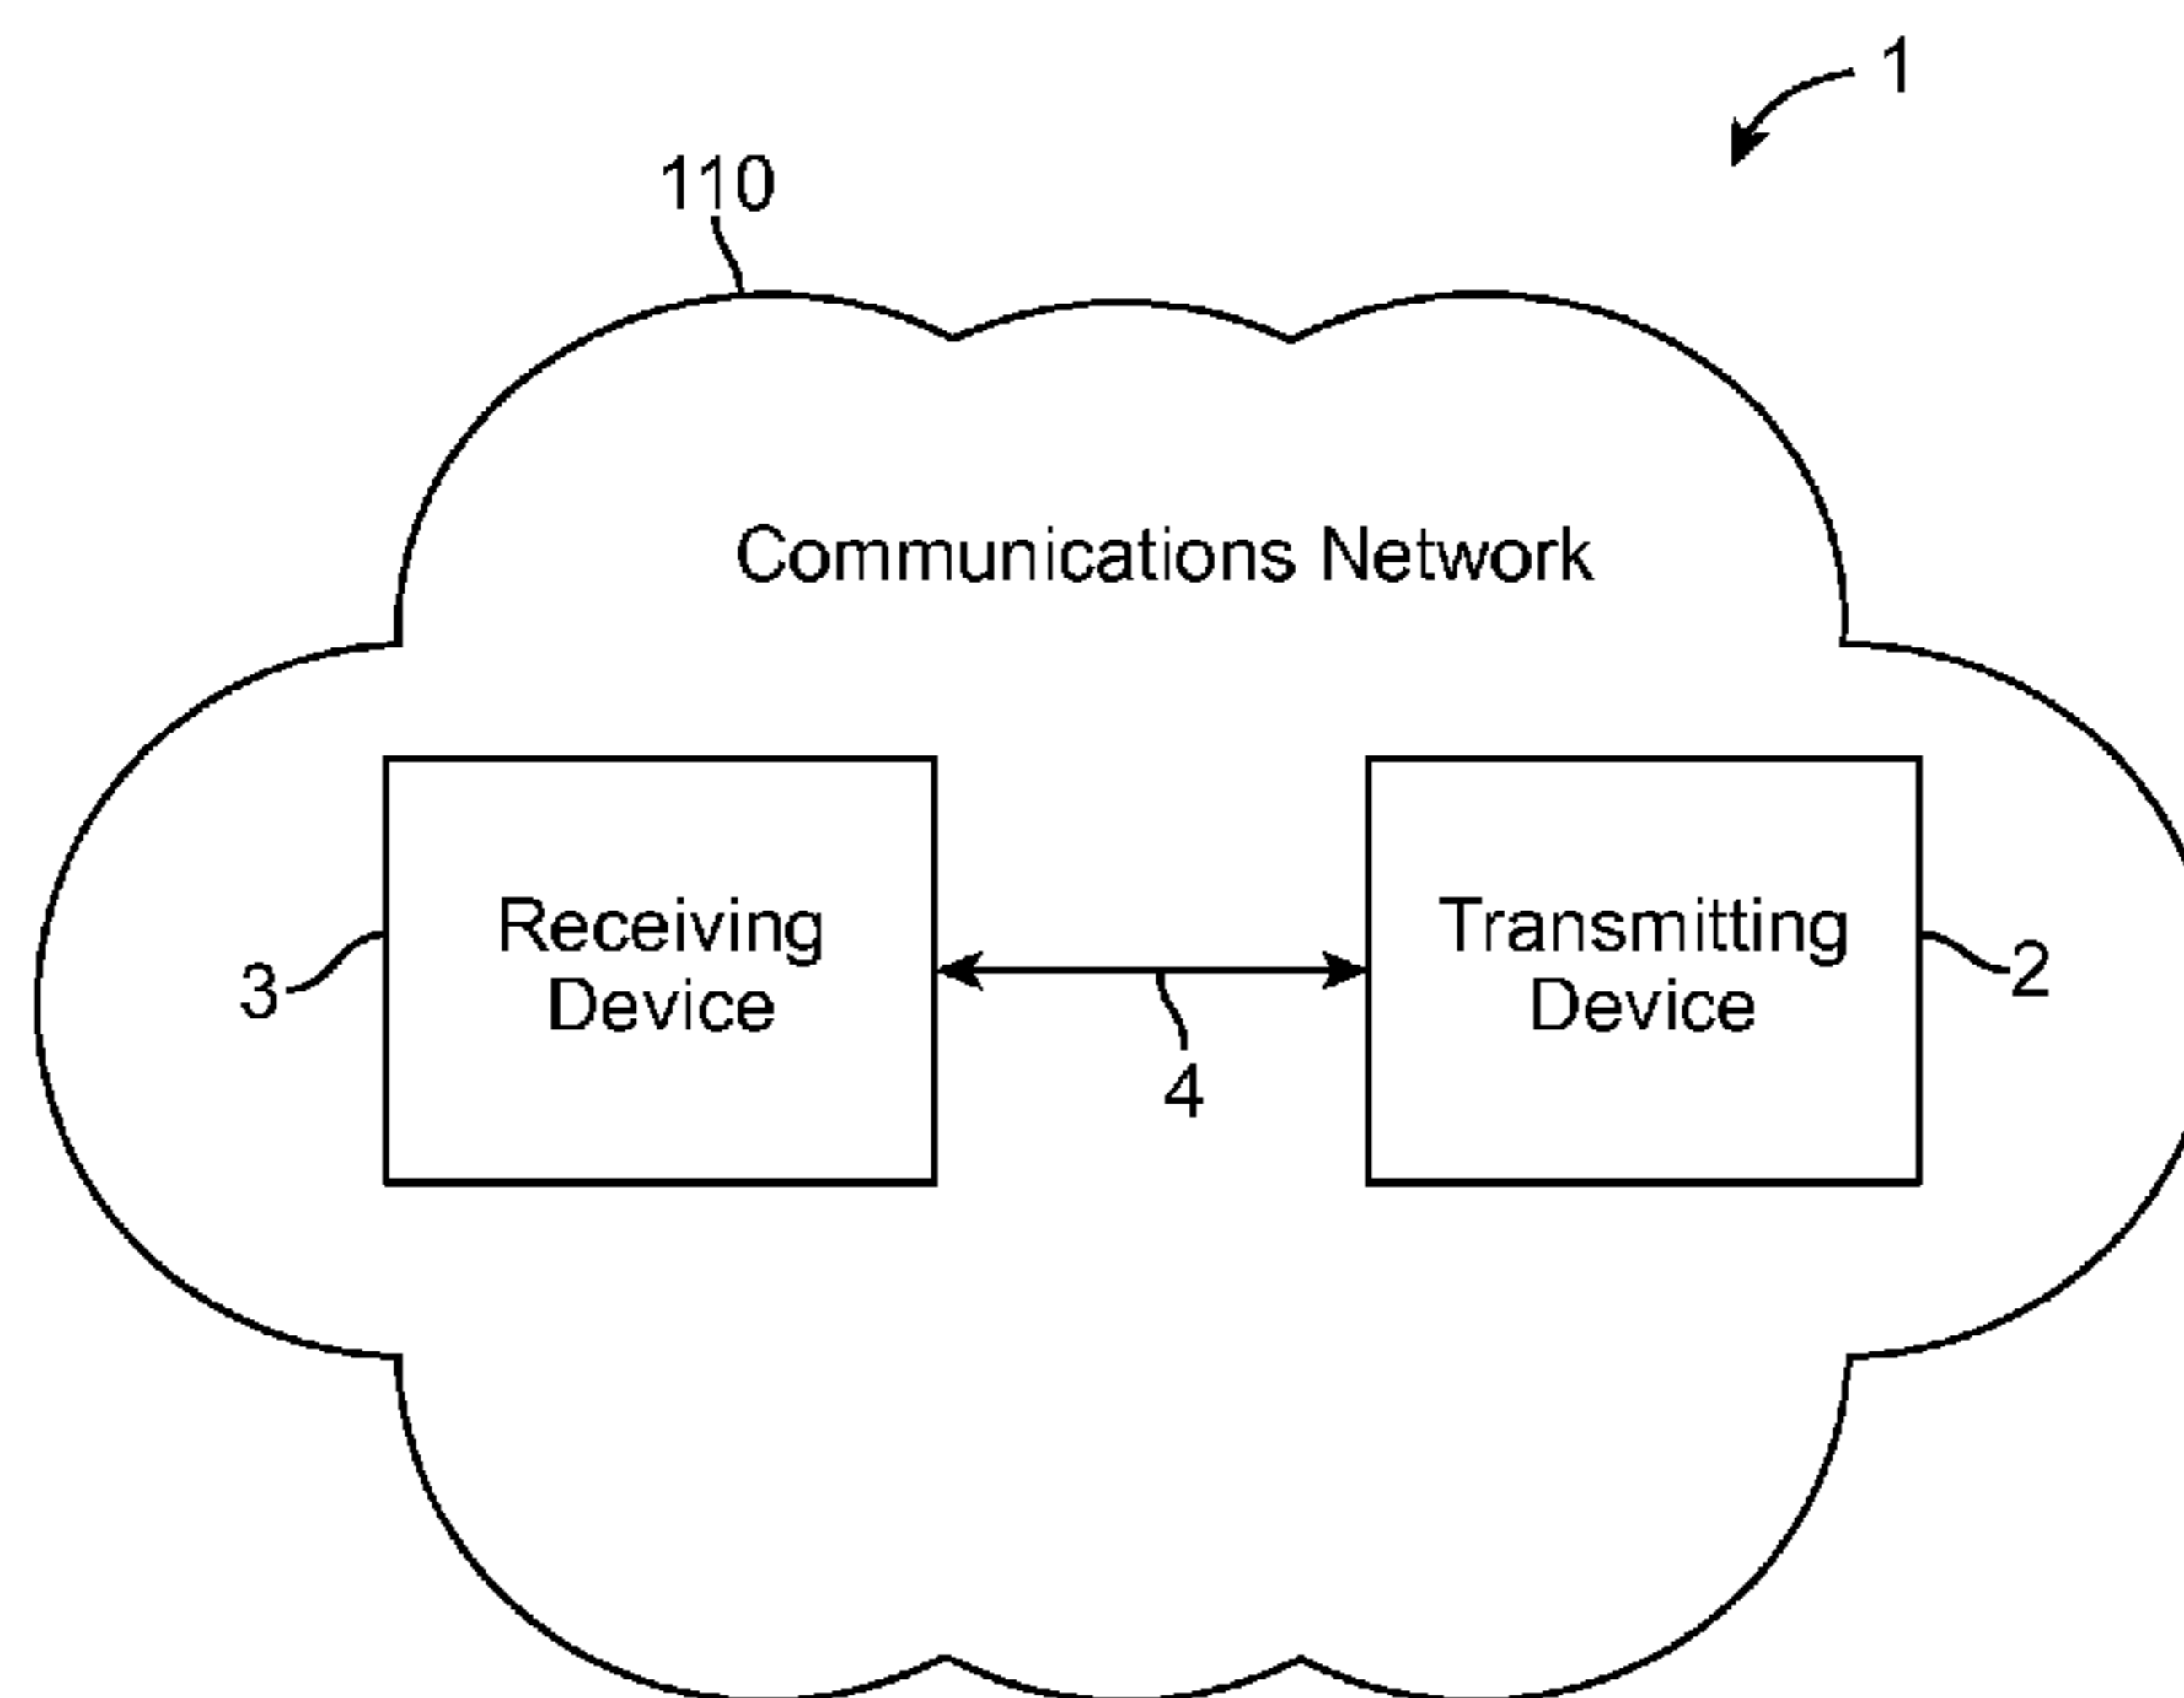 1
110
Communications Network
Receiving
Device
Transmitting
Device
3
2
4